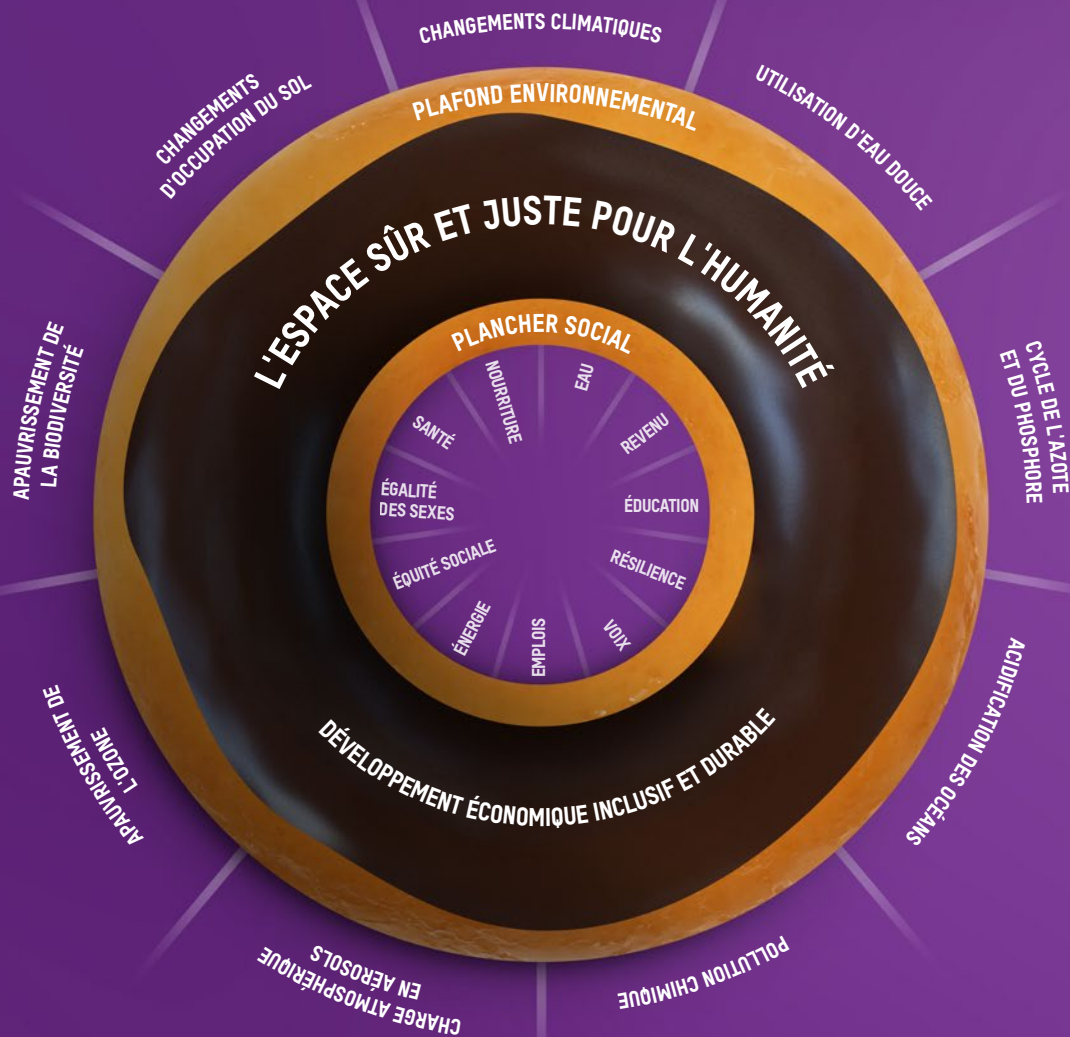 CHANGEMENTS CLIMATIQUES
UTILISATION D'EAU DOUCE
CYCLE DE L'AZOTE
ET DU PHOSPHORE
ACIDIFICATION DES OCÉANS
POLLUTION CHIMIQUE
CHARGE ATMOSPHÉRIQUE
EN AÉROSOLS
APAUVRISSEMENT DE
L'OZONE
APAUVRISSEMENT DE
LA BIODIVERSITÉ
CHANGEMENTS
D'OCCUPATION DU SOL
PLAFOND ENVIRONNEMENTAL
L'ESPACE SÛR ET JUSTE POUR L'HUMANITÉ
PLANCHER SOCIAL
EAU
REVENU
ÉDUCATION
RÉSILIENCE
VOIX
EMPLOIS
ÉNERGIE
ÉQUITÉ SOCIALE
ÉGALITÉ
DES SEXES
SANTÉ
NOURRITURE
DÉVELOPPEMENT ÉCONOMIQUE INCLUSIF ET DURABLE